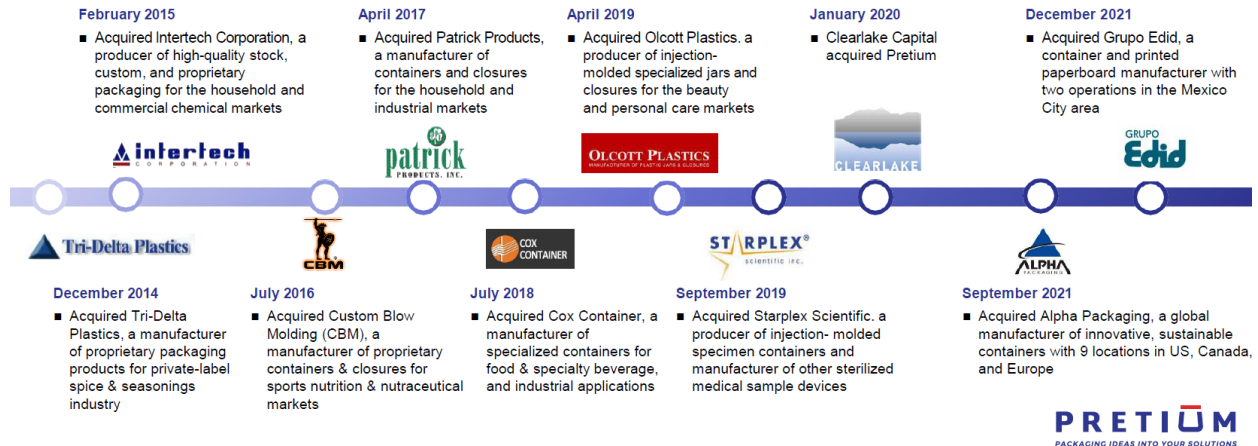 February 2015
■ Acquired Intertech Corporation, a
producer of high-quality stock,
custom, and proprietary
packaging for the household and
commercial chemical markets
intertech
CORPORATION
April 2017
■ Acquired Patrick Products,
a manufacturer of
containers and closures
for the household and
industrial markets
patrick
PRODUCTS, INC.
April 2019
■ Acquired Olcott Plastics. a
producer of injection-
molded specialized jars and
closures for the beauty
and personal care markets
OLCOTT PLASTICS
MANUFACTURER OF PLASTIC JARS & CLOSURES
January 2020
■ Clearlake Capital
acquired Pretium
CLEARLAKE
December 2021
■ Acquired Grupo Edid, a
container and printed
paperboard manufacturer with
two operations in the Mexico
City area
GRUPO
Edid
Tri-Delta Plastics
December 2014
■ Acquired Tri-Delta
Plastics, a manufacturer
of proprietary packaging
products for private-label
spice & seasonings
industry
CBM
July 2016
■ Acquired Custom Blow
Molding (CBM), a
manufacturer of proprietary
containers & closures for
sports nutrition & nutraceutical
markets
COX
CONTAINER
July 2018
■ Acquired Cox Container, a
manufacturer of
specialized containers for
food & specialty beverage,
and industrial applications
STARPLEX®
scientific inc.
September 2019
■ Acquired Starplex Scientific. a
producer of injection- molded
specimen containers and
manufacturer of other sterilized
medical sample devices
ALPHA
PACKAGING
September 2021
■ Acquired Alpha Packaging, a global
manufacturer of innovative, sustainable
containers with 9 locations in US, Canada,
and Europe
PRETIUM
PACKAGING IDEAS INTO YOUR SOLUTIONS